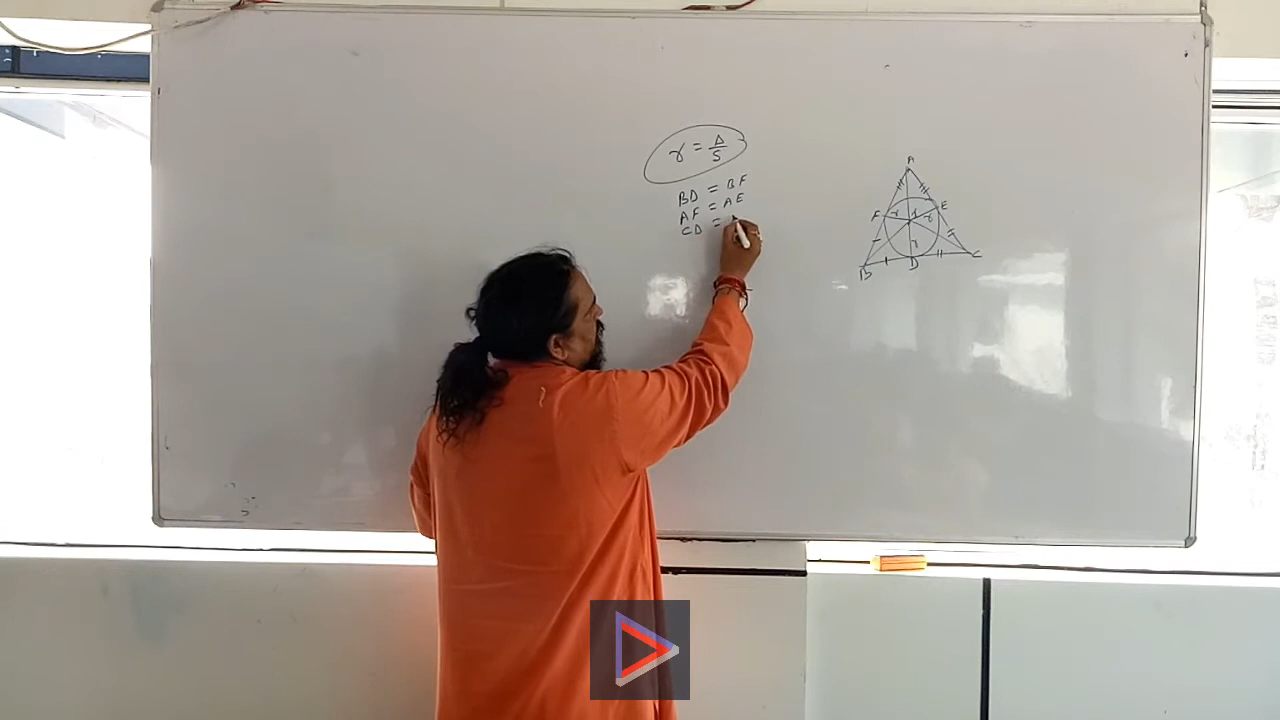 r = Δ/S
BD = BF
AF = AE
CD =
A
F r r r E
r
B D C